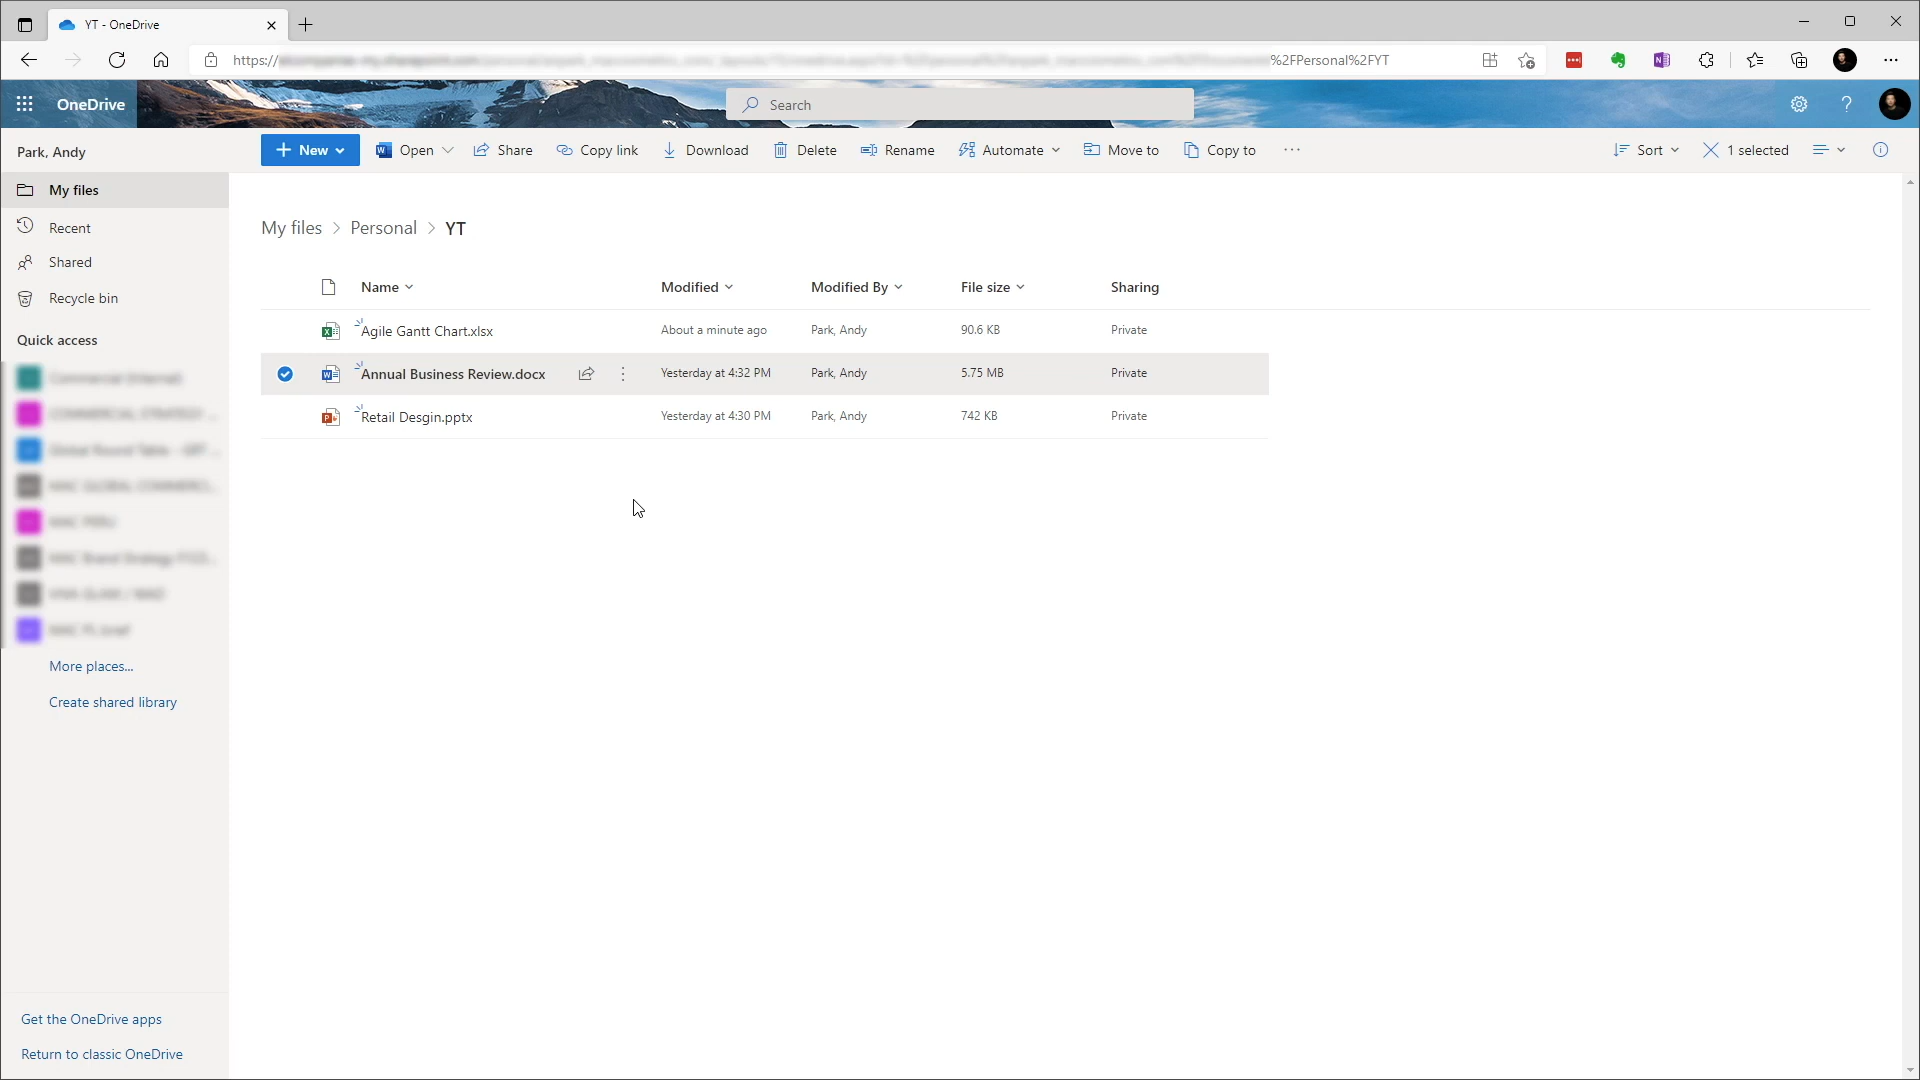 YT - OneDrive
https://
%2FPersonal%2FYT
OneDrive
Search
Park, Andy
New
Open
Share
Copy link
Download
Delete
Rename
Automate
Move to
Copy to
Sort
1 selected
My files
Recent
Shared
Recycle bin
Quick access
More places...
Create shared library
Get the OneDrive apps
Return to classic OneDrive
My files > Personal > YT
Name Modified Modified By File size Sharing
Agile Gantt Chart.xlsx About a minute ago Park, Andy 90.6 KB Private
Annual Business Review.docx Yesterday at 4:32 PM Park, Andy 5.75 MB Private
Retail Desgin.pptx Yesterday at 4:30 PM Park, Andy 742 KB Private